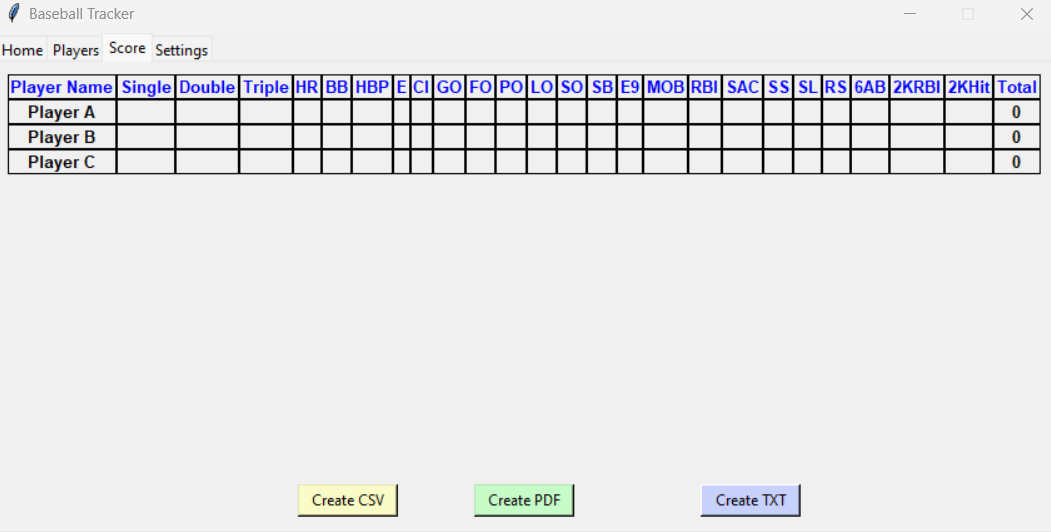 Baseball Tracker
Home Players Score Settings
Player Name Single Double Triple HR BB HBP E CI GO FO PO LO SO SB E9 MOB RBI SAC SS SL RS 6AB 2KRBI 2KHit Total
Player A 0
Player B 0
Player C 0
Create CSV Create PDF Create TXT